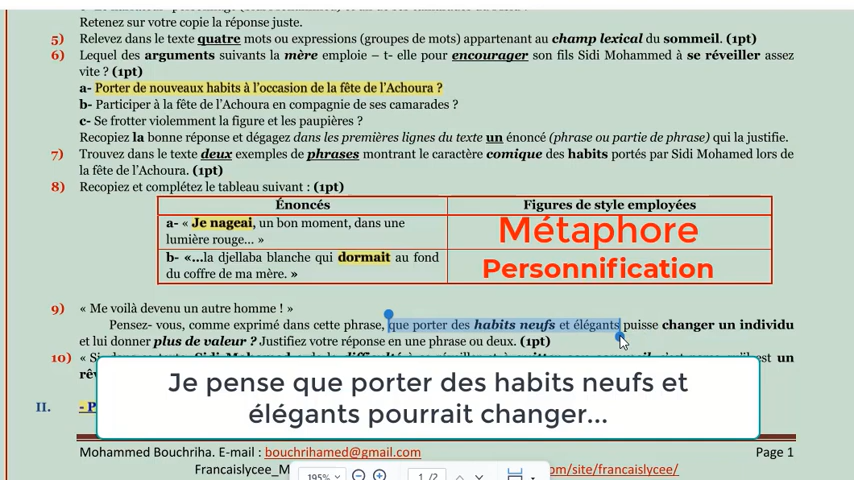 Retenez sur votre copie la réponse juste.
5) Relevez dans le texte quatre mots ou expressions (groupes de mots) appartenant au champ lexical du sommeil. (1pt)
6) Lequel des arguments suivants la mère emploie – t- elle pour encourager son fils Sidi Mohammed à se réveiller assez
vite ? (1pt)
a- Porter de nouveaux habits à l'occasion de la fête de l'Achoura ?
b- Participer à la fête de l'Achoura en compagnie de ses camarades ?
c- Se frotter violemment la figure et les paupières ?
Recopiez la bonne réponse et dégagez dans les premières lignes du texte un énoncé (phrase ou partie de phrase) qui la justifie.
7) Trouvez dans le texte deux exemples de phrases montrant le caractère comique des habits portés par Sidi Mohamed lors de
la fête de l'Achoura. (1pt)
8) Recopiez et complétez le tableau suivant : (1pt)
Énoncés Figures de style employées
a- « Je nageai, un bon moment, dans une
lumière rouge... »
Métaphore
b- «...la djellaba blanche qui dormait au fond
du coffre de ma mère. »
Personnification
9) « Me voilà devenu un autre homme ! »
Pensez- vous, comme exprimé dans cette phrase, que porter des habits neufs et élégants puisse changer un individu
et lui donner plus de valeur ? Justifiez votre réponse en une phrase ou deux. (1pt)
10) « Si
un
rêv
Je pense que porter des habits neufs et
élégants pourrait changer...
II. - P
Mohammed Bouchriha. E-mail : bouchrihamed@gmail.com Page 1
Francaislycee_M om/site/francaislycee/
195% 1 / 2